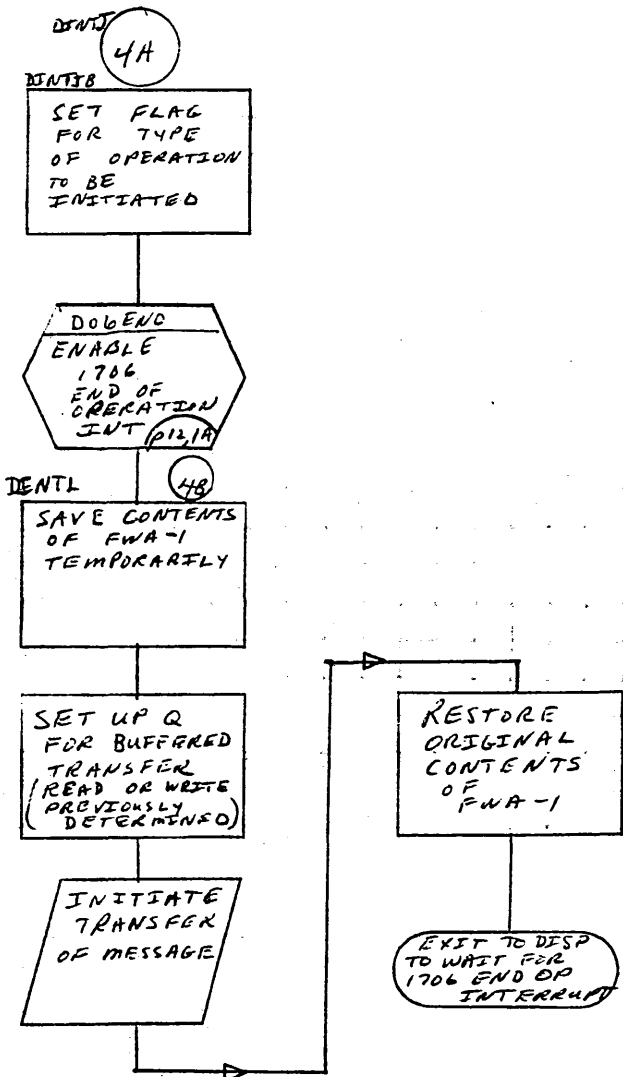 DINTJ
4A
DINTJB
SET FLAG
FOR TYPE
OF OPERATION
TO BE
INITIATED
DO6END
ENABLE
1706
END OF
OPERATION
INT
P12,1A
DENTL
4B
SAVE CONTENTS
OF FWA-1
TEMPORARILY
SET UP Q
FOR BUFFERED
TRANSFER
(READ OR WRITE
PREVIOUSLY
DETERMINED)
INITIATE
TRANSFER
OF MESSAGE
RESTORE
ORIGINAL
CONTENTS
OF
FWA-1
EXIT TO DISP
TO WAIT FOR
1706 END OP
INTERRUPT